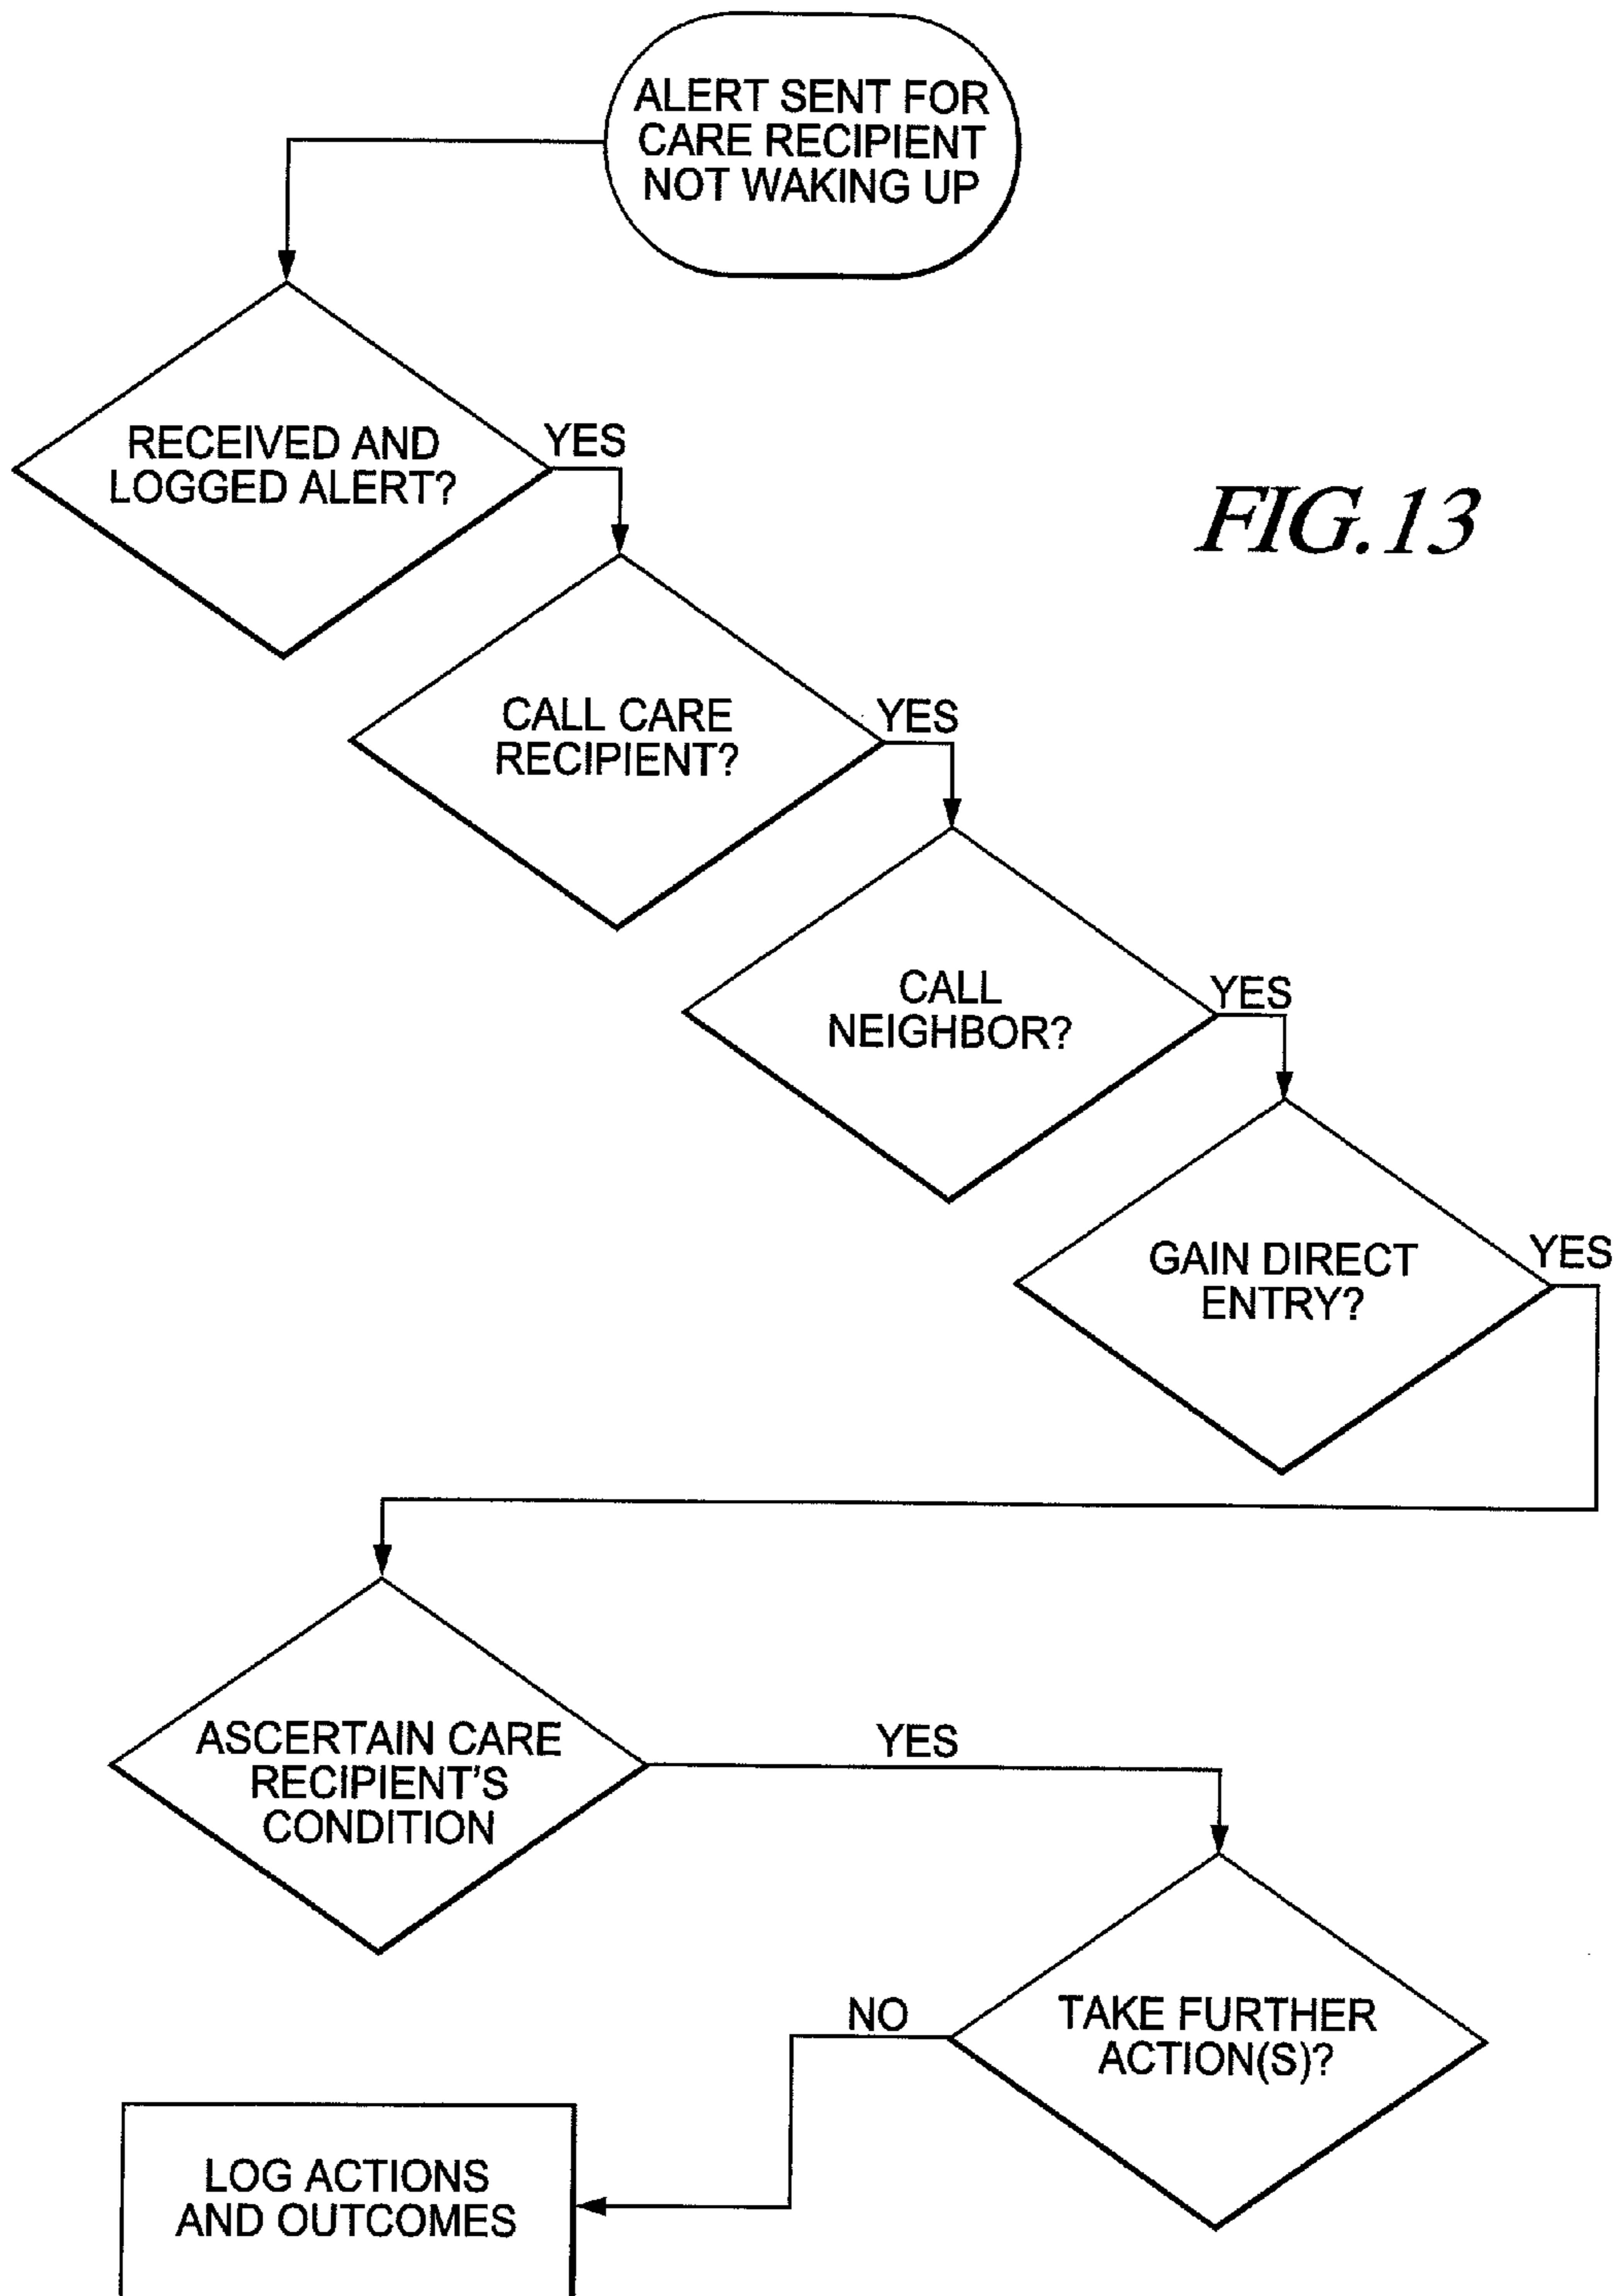 ALERT SENT FOR
CARE RECIPIENT
NOT WAKING UP
RECEIVED AND
LOGGED ALERT?
YES
FIG.13
CALL CARE
RECIPIENT?
YES
CALL
NEIGHBOR?
YES
GAIN DIRECT
ENTRY?
YES
ASCERTAIN CARE
RECIPIENT'S
CONDITION
YES
TAKE FURTHER
ACTION(S)?
NO
LOG ACTIONS
AND OUTCOMES